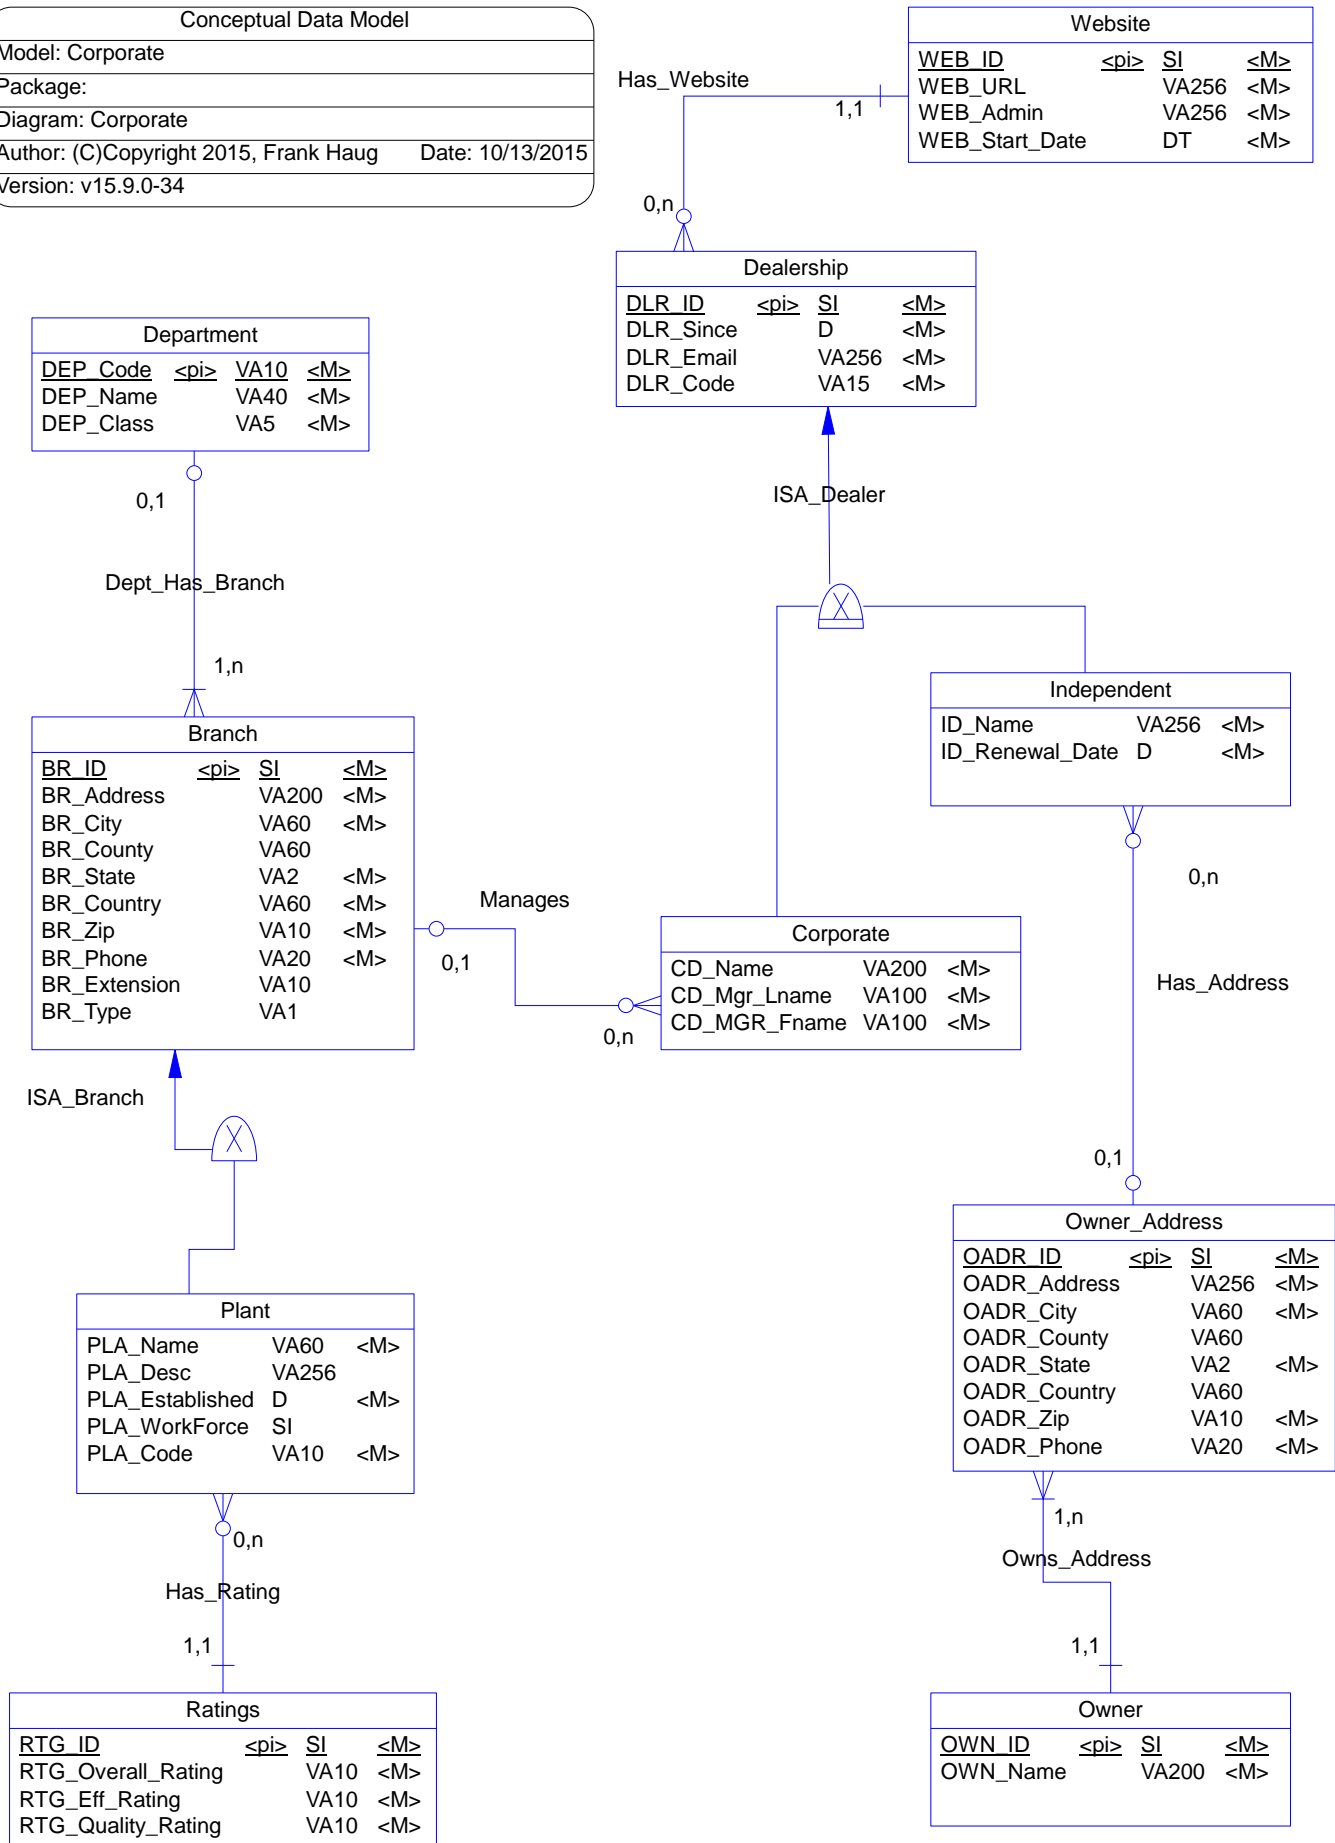 Conceptual Data Model
Model: Corporate
Package:
Diagram: Corporate
Author: (C)Copyright 2015, Frank Haug Date: 10/13/2015
Version: v15.9.0-34
Website
WEB_ID <pi> SI <M>
WEB_URL VA256 <M>
WEB_Admin VA256 <M>
WEB_Start_Date DT <M>
Has_Website
1,1
0,n
Dealership
DLR_ID <pi> SI <M>
DLR_Since D <M>
DLR_Email VA256 <M>
DLR_Code VA15 <M>
Department
DEP_Code <pi> VA10 <M>
DEP_Name VA40 <M>
DEP_Class VA5 <M>
0,1
Dept_Has_Branch
1,n
ISA_Dealer
X
Independent
ID_Name VA256 <M>
ID_Renewal_Date D <M>
0,n
Branch
BR_ID <pi> SI <M>
BR_Address VA200 <M>
BR_City VA60 <M>
BR_County VA60
BR_State VA2 <M>
BR_Country VA60 <M>
BR_Zip VA10 <M>
BR_Phone VA20 <M>
BR_Extension VA10
BR_Type VA1
Manages
0,1
0,n
Corporate
CD_Name VA200 <M>
CD_Mgr_Lname VA100 <M>
CD_MGR_Fname VA100 <M>
Has_Address
0,1
ISA_Branch
X
Owner_Address
OADR_ID <pi> SI <M>
OADR_Address VA256 <M>
OADR_City VA60 <M>
OADR_County VA60
OADR_State VA2 <M>
OADR_Country VA60
OADR_Zip VA10 <M>
OADR_Phone VA20 <M>
Plant
PLA_Name VA60 <M>
PLA_Desc VA256
PLA_Established D <M>
PLA_WorkForce SI
PLA_Code VA10 <M>
0,n
Has_Rating
1,1
1,n
Owns_Address
1,1
Ratings
RTG_ID <pi> SI <M>
RTG_Overall_Rating VA10 <M>
RTG_Eff_Rating VA10 <M>
RTG_Quality_Rating VA10 <M>
Owner
OWN_ID <pi> SI <M>
OWN_Name VA200 <M>